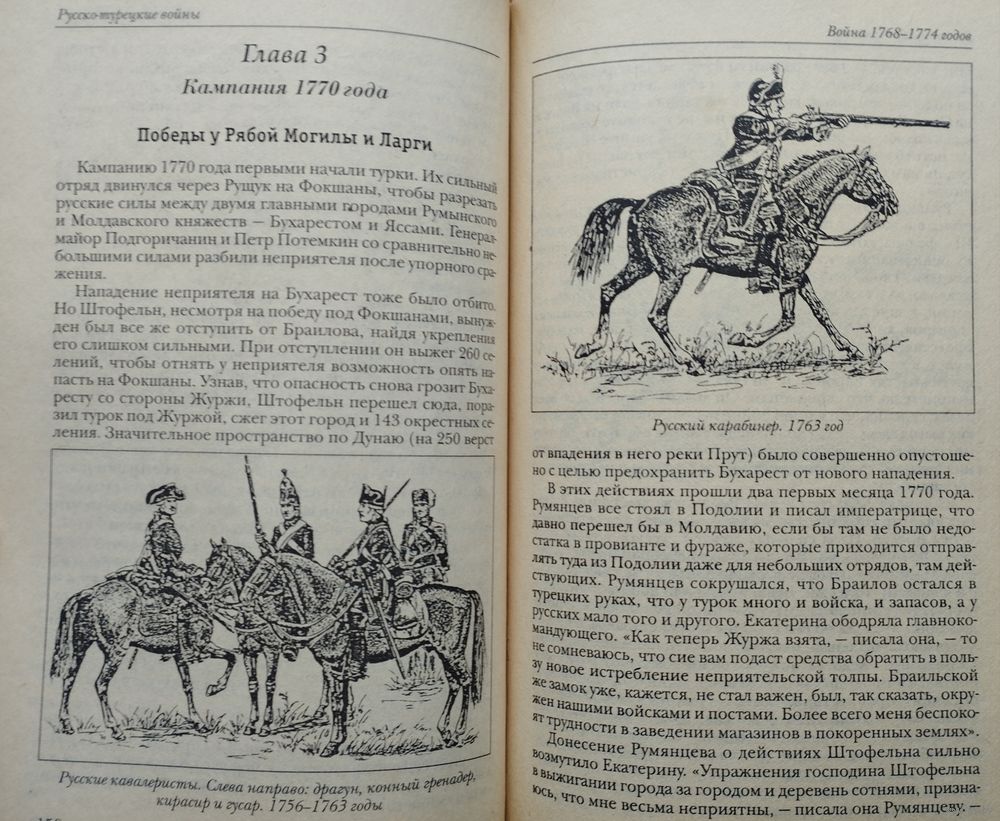 Русско-турецкие войны
Глава 3
Кампания 1770 года
Победы у Рябой Могилы и Ларги
Кампанию 1770 года первыми начали турки. Их сильный
отряд двинулся через Рущук на Фокшаны, чтобы разрезать
русские силы между двумя главными городами Румынского
и Молдавского княжеств – Бухарестом и Яссами. Генерал-
майор Подгоричанин и Петр Потемкин со сравнительно не-
большими силами разбили неприятеля после упорного сра-
жения.
Нападение неприятеля на Бухарест тоже было отбито.
Но Штофельн, несмотря на победу под Фокшанами, вынуж-
ден был все же отступить от Браилова, найдя укрепления
его слишком сильными. При отступлении он выжег 260 се-
лений, чтобы отнять у неприятеля возможность опять на-
пасть на Фокшаны. Узнав, что опасность снова грозит Буха-
ресту со стороны Журжи, Штофельн перешел сюда, пора-
зил турок под Журжой, сжег этот город и 143 окрестных се-
ления. Значительное пространство по Дунаю (на 250 верст
Русские кавалеристы. Слева направо: драгун, конный гренадер,
кирасир и гусар. 1756–1763 годы
Война 1768–1774 годов
Русский карабинер. 1763 год
от впадения в него реки Прут) было совершенно опустоше-
но с целью предохранить Бухарест от нового нападения.
В этих действиях прошли два первых месяца 1770 года.
Румянцев все стоял в Подолии и писал императрице, что
давно перешел бы в Молдавию, если бы там не было недо-
статка в провианте и фураже, которые приходится отправ-
лять туда из Подолии даже для небольших отрядов, там дей-
ствующих. Румянцев сокрушался, что Браилов остался в
турецких руках, что у турок много и войска, и запасов, а у
русских мало того и другого. Екатерина ободряла главноко-
мандующего. «Как теперь Журжа взята, – писала она, – то
не сомневаюсь, что сие вам подаст средства обратить в поль-
зу новое истребление неприятельской толпы. Браильской
же замок уже, кажется, не стал важен, был, так сказать, окру-
жен нашими войсками и постами. Более всего меня беспоко-
ят трудности в заведении магазинов в покоренных землях».
Донесение Румянцева о действиях Штофельна сильно
возмутило Екатерину. «Упражнения господина Штофельна
в выжигании города за городом и деревень сотнями, призна-
юсь, что мне весьма неприятны, – писала она Румянцеву. –